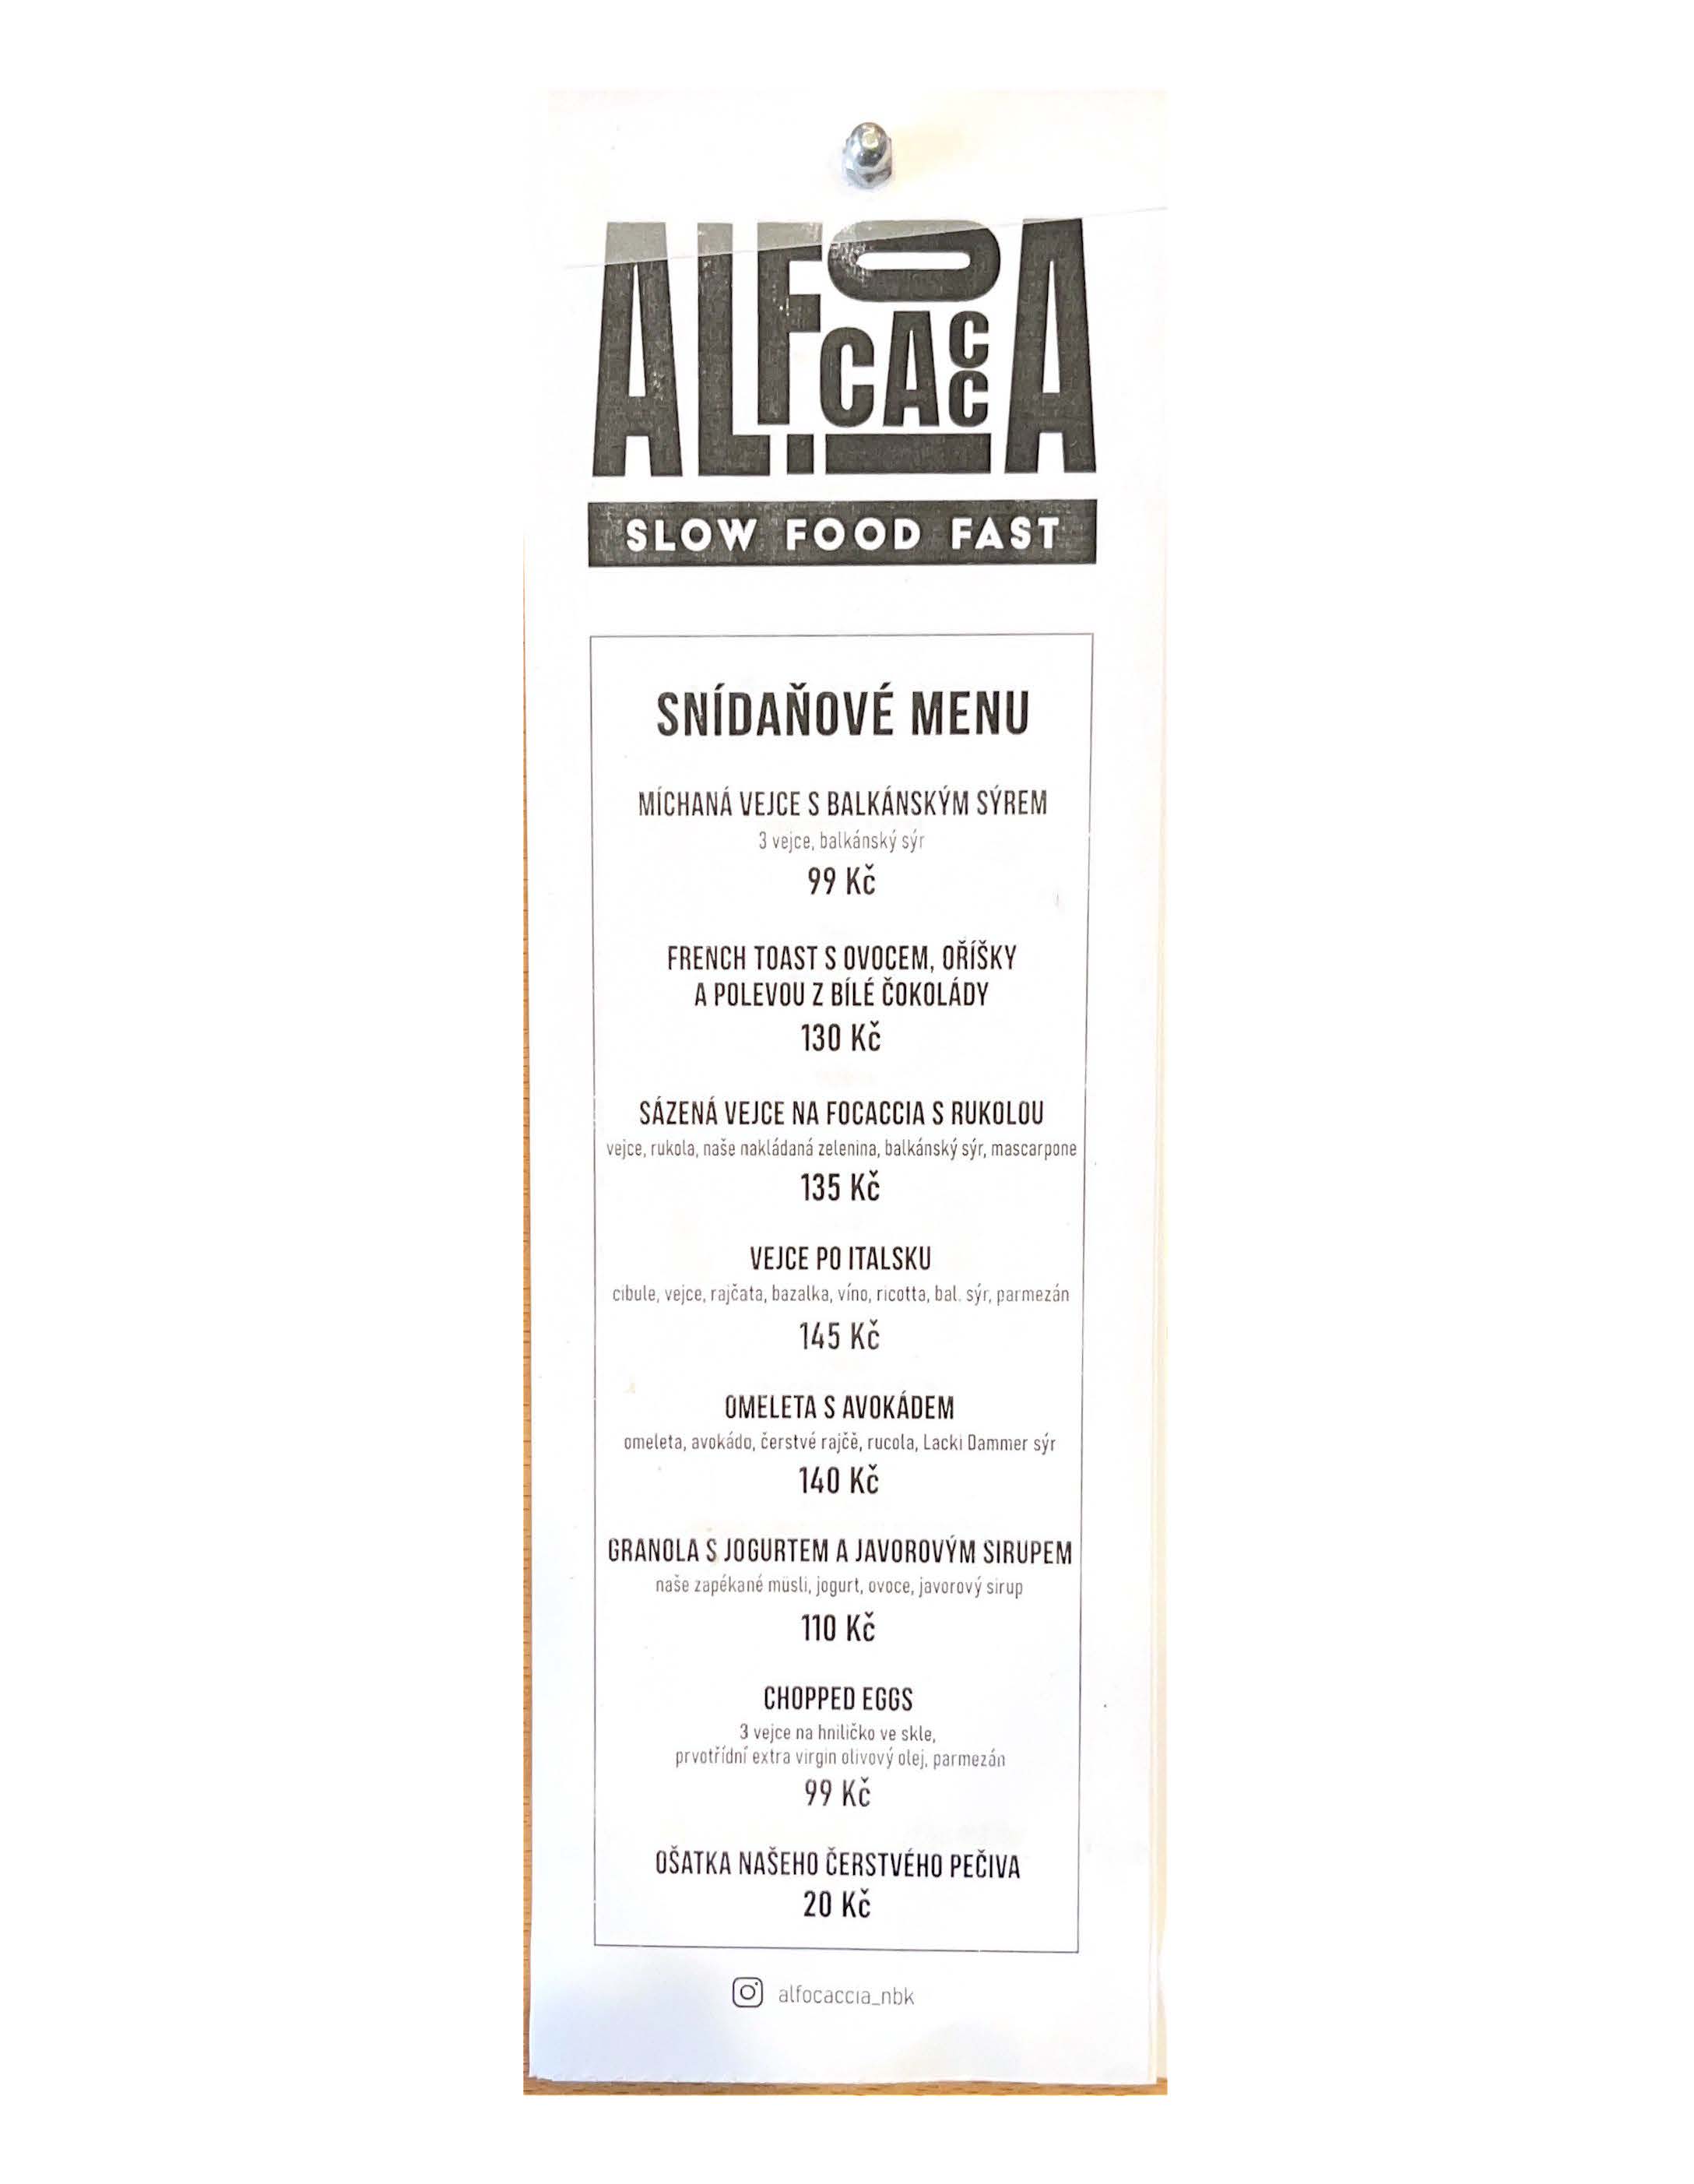 ALFOCACCIA
SLOW FOOD FAST
SNÍDAŇOVÉ MENU
MÍCHANÁ VEJCE S BALKÁNSKÝM SÝREM
3 vejce, balkánský sýr
99 Kč
FRENCH TOAST S OVOCEM, OŘÍŠKY
A POLEVOU Z BÍLÉ ČOKOLÁDY
130 Kč
SÁZENÁ VEJCE NA FOCACCIA S RUKOLOU
vejce, rukola, naše nakládaná zelenina, balkánský sýr, mascarpone
135 Kč
VEJCE PO ITALSKU
cibule, vejce, rajčata, bazalka, víno, ricotta, bal. sýr, parmezán
145 Kč
OMELETA S AVOKÁDEM
omeleta, avokádo, čerstvé rajčě, rucola, Lacki Dammer sýr
140 Kč
GRANOLA S JOGURTEM A JAVOROVÝM SIRUPEM
naše zapékané müsli, jogurt, ovoce, javorový sirup
110 Kč
CHOPPED EGGS
3 vejce na hniličko ve skle,
prvotřídní extra virgin olivový olej, parmezán
99 Kč
OŠATKA NAŠEHO ČERSTVÉHO PEČIVA
20 Kč
alfocaccia_nbk